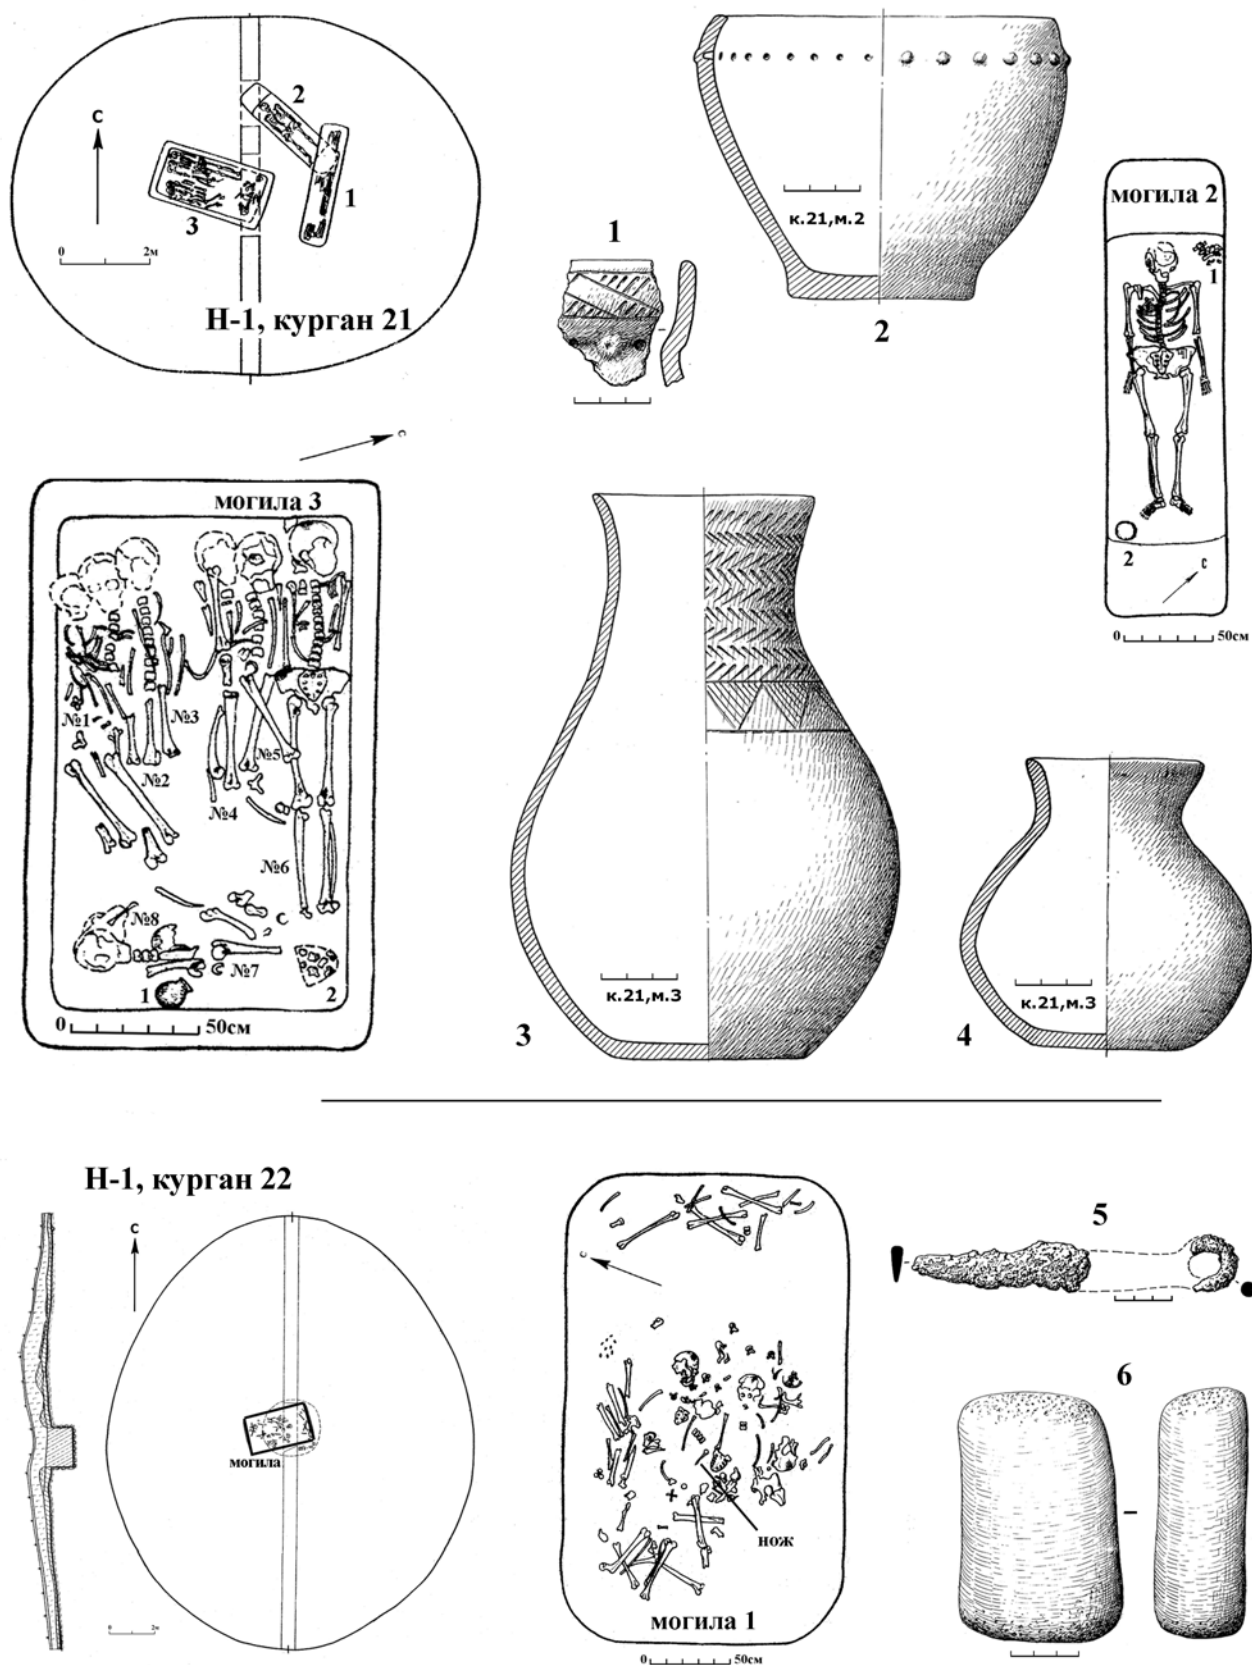 С
2
1
3
0 2м
Н-1, курган 21
к.21,м.2
2
1
могила 2
1
2
С
0 50см
С
могила 3
№1
№3
№2
№5
№4
№6
№8
№7
1
2
0 50см
к.21,м.3
3
к.21,м.3
4
Н-1, курган 22
С
могила
0 2м
С
нож
могила 1
0 50см
5
6